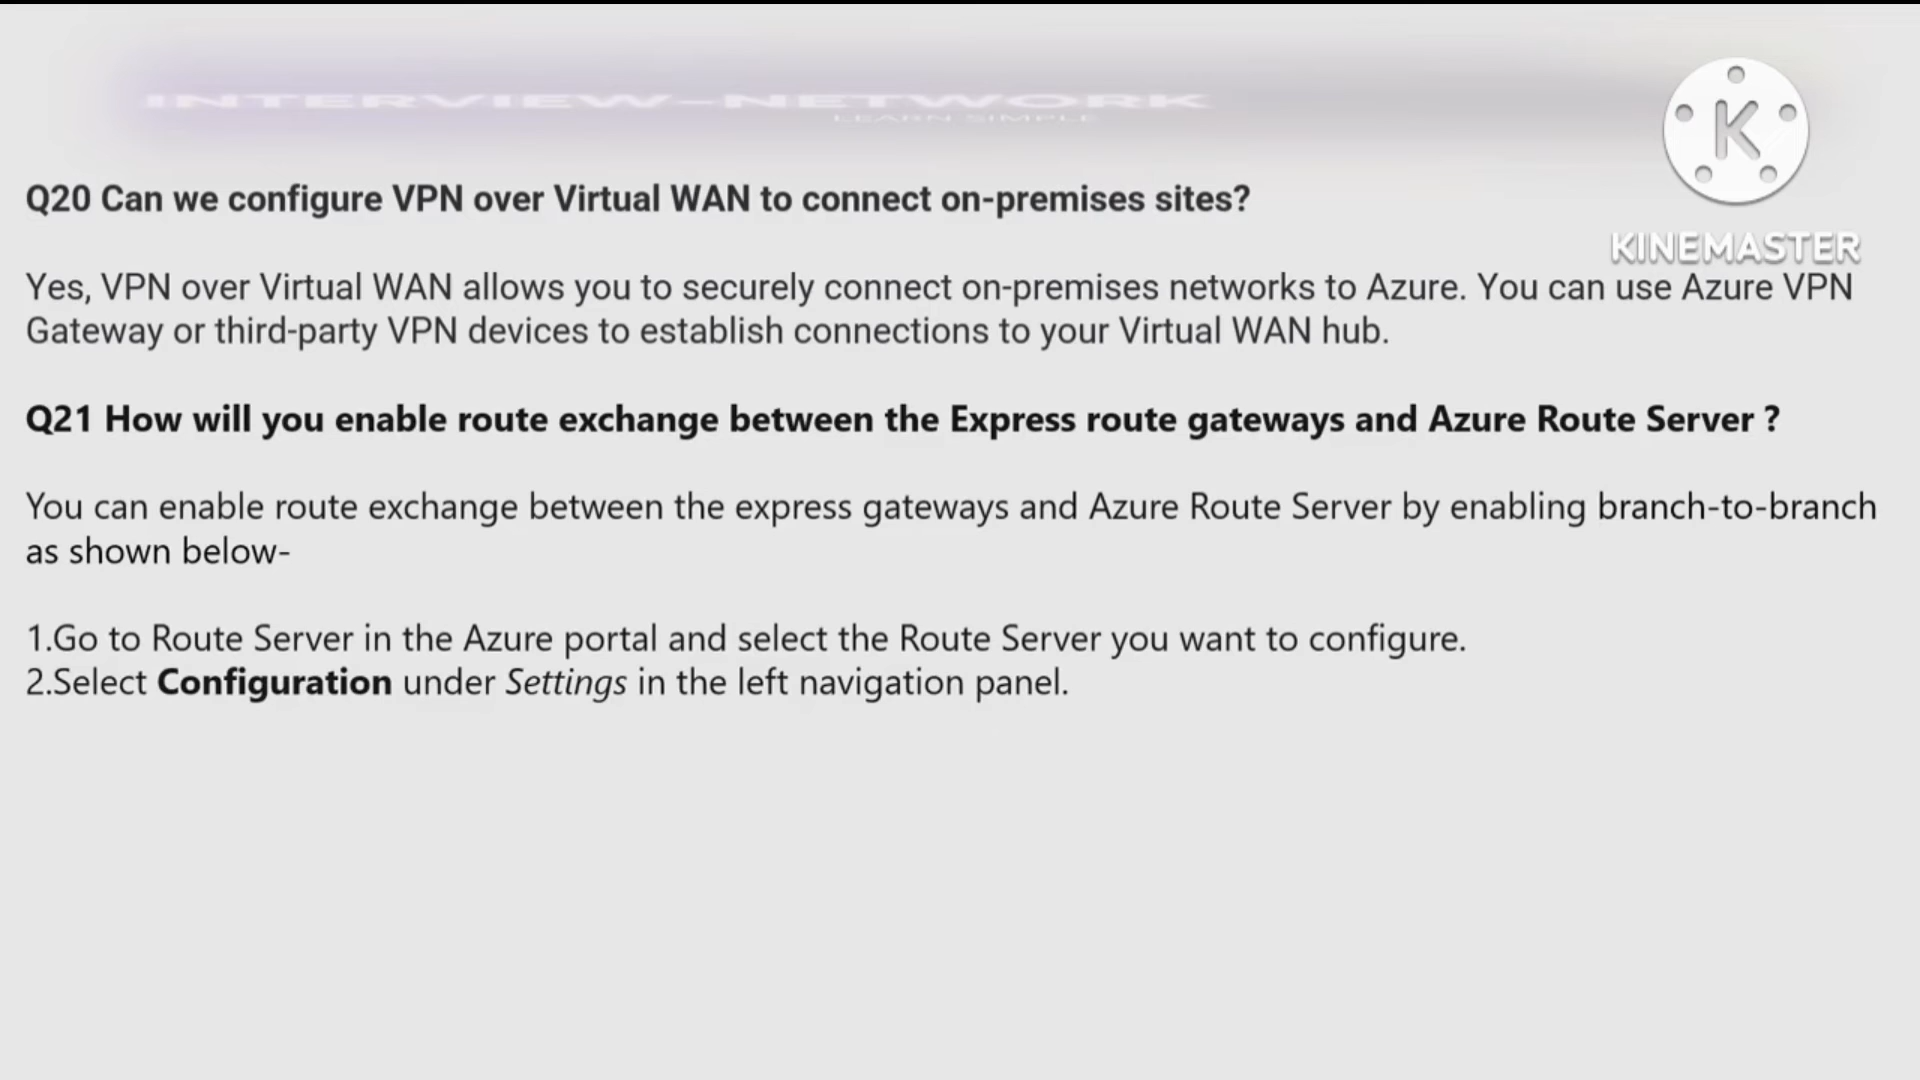 INTERVIEW-NETWORK
LEARN SIMPLE
K
KINEMASTER
Q20 Can we configure VPN over Virtual WAN to connect on-premises sites?
Yes, VPN over Virtual WAN allows you to securely connect on-premises networks to Azure. You can use Azure VPN
Gateway or third-party VPN devices to establish connections to your Virtual WAN hub.
Q21 How will you enable route exchange between the Express route gateways and Azure Route Server ?
You can enable route exchange between the express gateways and Azure Route Server by enabling branch-to-branch
as shown below-
1.Go to Route Server in the Azure portal and select the Route Server you want to configure.
2.Select Configuration under Settings in the left navigation panel.